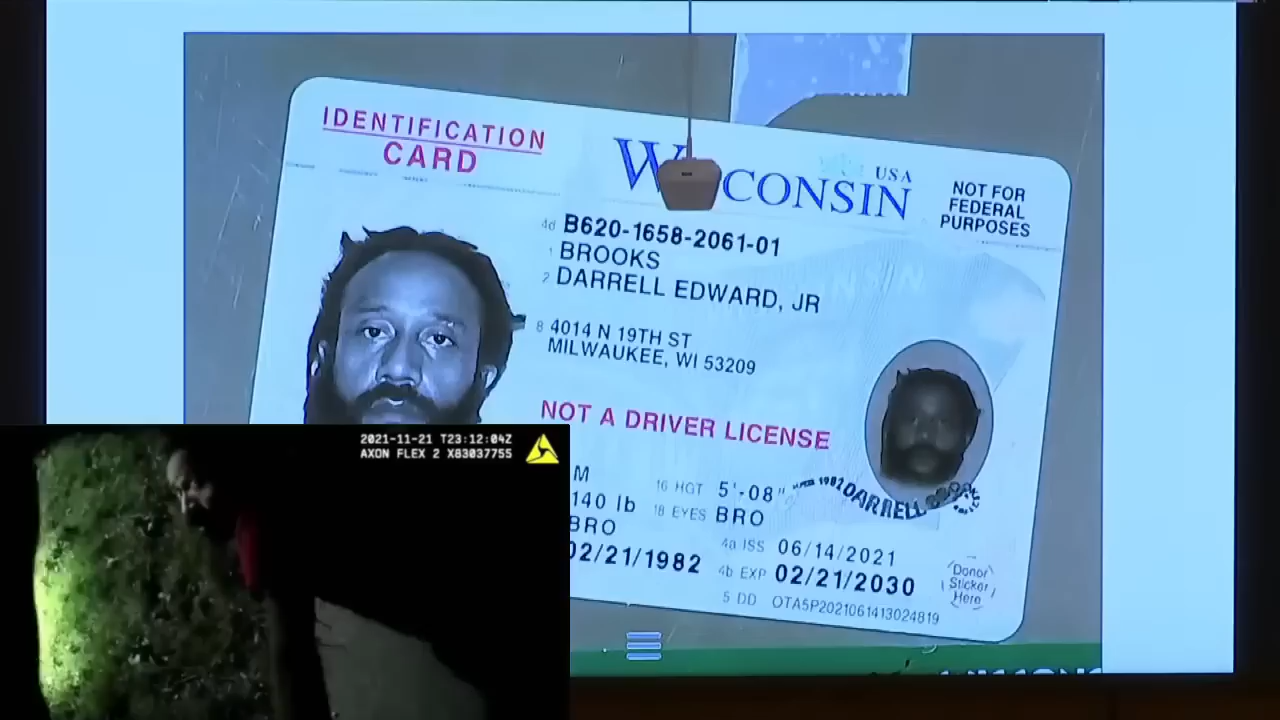 IDENTIFICATION
CARD
USA
CONSIN
NOT FOR
FEDERAL
PURPOSES
4d B620-1658-2061-01
1 BROOKS
2 DARRELL EDWARD, JR
8 4014 N 19TH ST
MILWAUKEE, WI 53209
NOT A DRIVER LICENSE
M
16 HGT 5'-08"
140 lb
18 EYES BRO
BRO
4a ISS 06/14/2021
02/21/1982
4b EXP 02/21/2030
5 DD OTA5P2021061413024819
DARRELL
Donor
Sticker
Here
2021-11-21 T23:12:04Z
AXON FLEX 2 X83037755